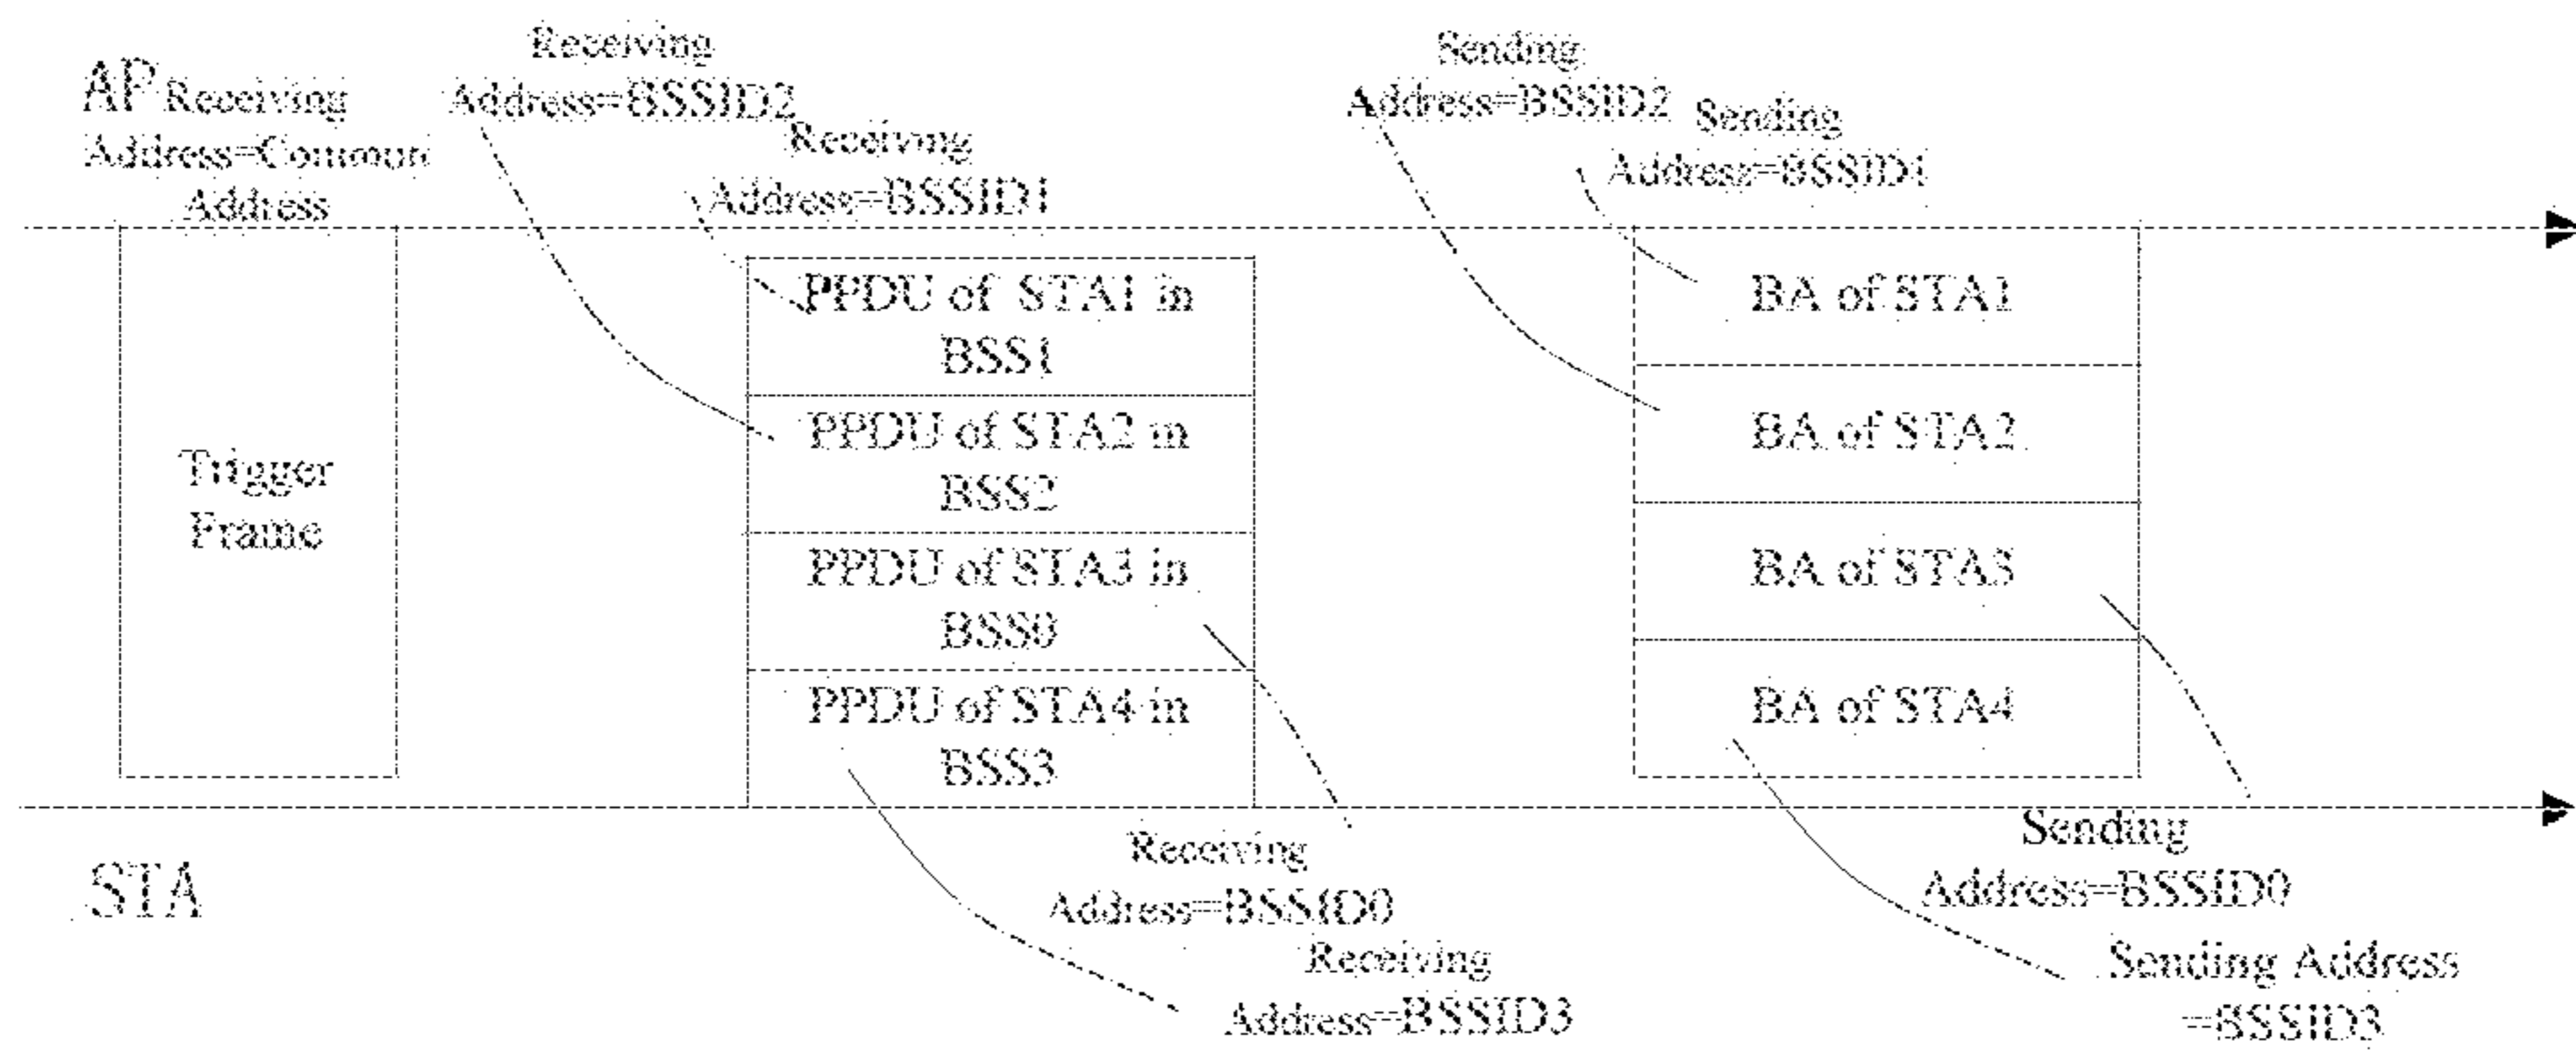 AP Receiving
Address=Common
Address
Receiving
Address=BSSID2
Receiving
Address=BSSID1
Sending
Address=BSSID2
Sending
Address=BSSID1
Trigger
Frame
PPDU of STA1 in
BSS1
PPDU of STA2 in
BSS2
PPDU of STA3 in
BSS0
PPDU of STA4 in
BSS3
BA of STA1
BA of STA2
BA of STA3
BA of STA4
STA
Receiving
Address=BSSID0
Receiving
Address=BSSID3
Sending
Address=BSSID0
Sending Address
=BSSID3